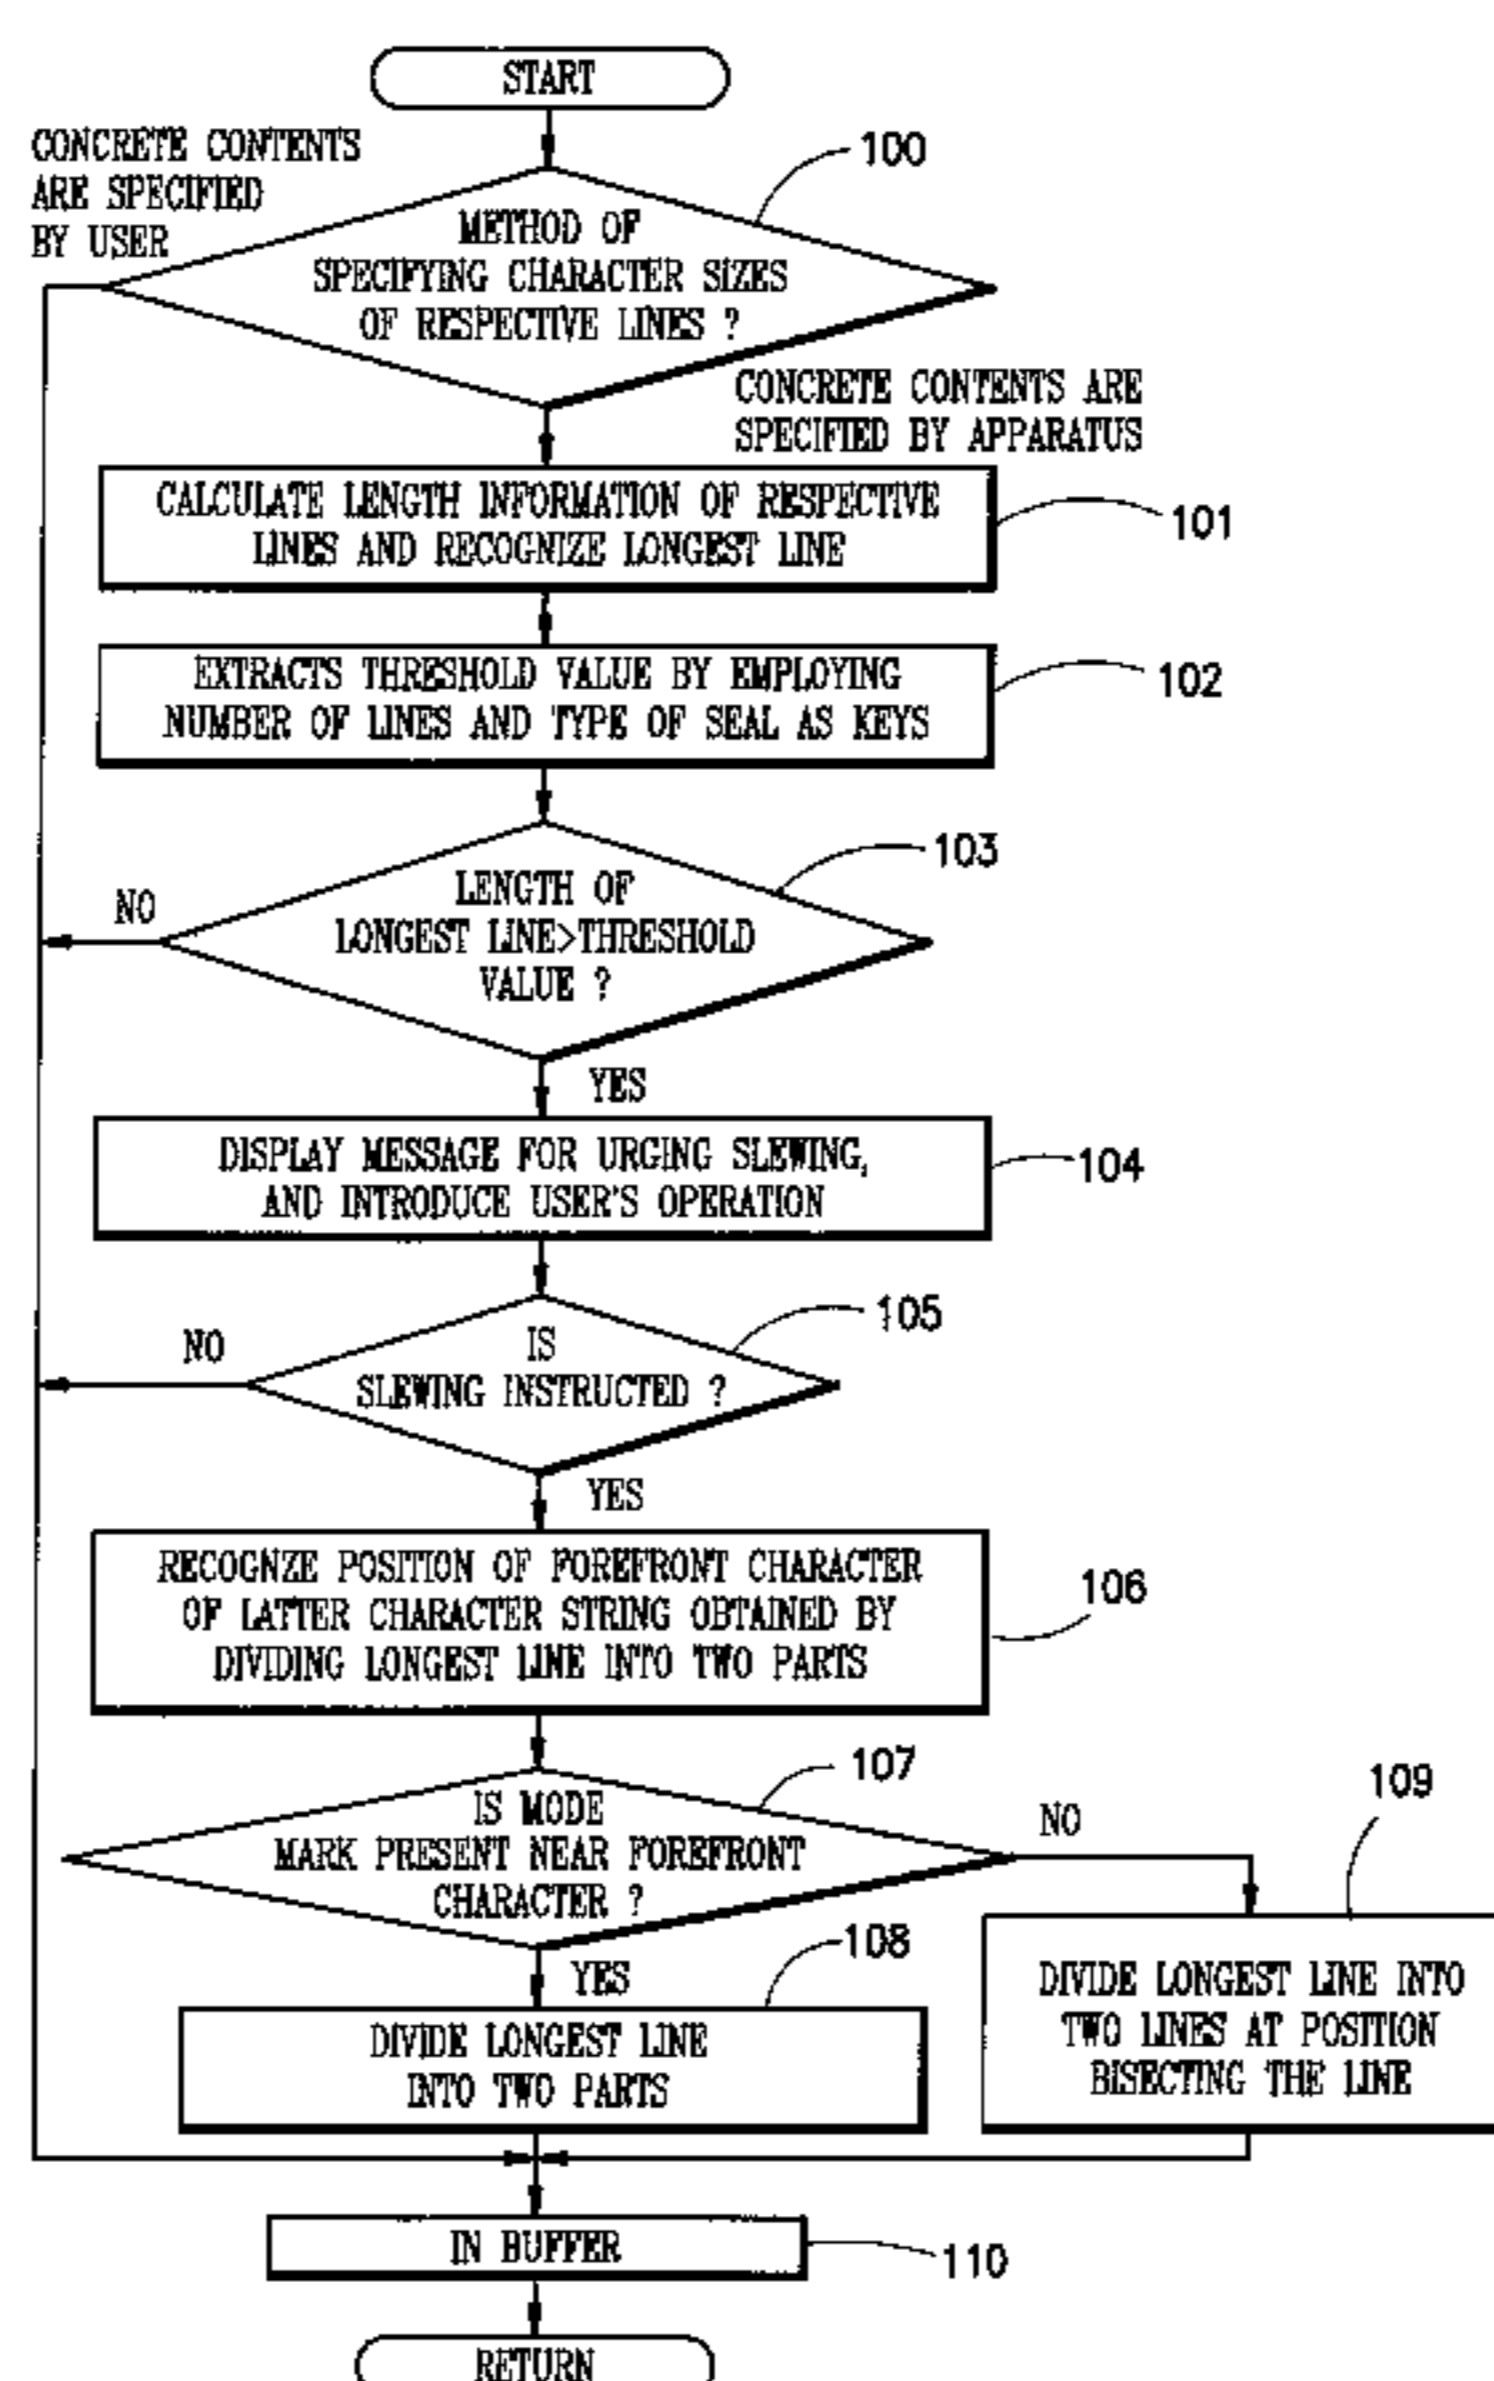 START
CONCRETE CONTENTS
ARE SPECIFIED
BY USER
100
METHOD OF
SPECIFYING CHARACTER SIZES
OF RESPECTIVE LINES ?
CONCRETE CONTENTS ARE
SPECIFIED BY APPARATUS
CALCULATE LENGTH INFORMATION OF RESPECTIVE
LINES AND RECOGNIZE LONGEST LINE
101
EXTRACTS THRESHOLD VALUE BY EMPLOYING
NUMBER OF LINES AND TYPE OF SEAL AS KEYS
102
103
LENGTH OF
LONGEST LINE>THRESHOLD
VALUE ?
NO
YES
DISPLAY MESSAGE FOR URGING SLEWING,
AND INTRODUCE USER'S OPERATION
104
105
IS
SLEWING INSTRUCTED ?
NO
YES
RECOGNZE POSITION OF FOREFRONT CHARACTER
OF LATTER CHARACTER STRING OBTAINED BY
DIVIDING LONGEST LINE INTO TWO PARTS
106
107
IS MODE
MARK PRESENT NEAR FOREFRONT
CHARACTER ?
NO
109
YES
108
DIVIDE LONGEST LINE
INTO TWO PARTS
DIVIDE LONGEST LINE INTO
TWO LINES AT POSITION
BISECTING THE LINE
IN BUFFER
110
RETURN